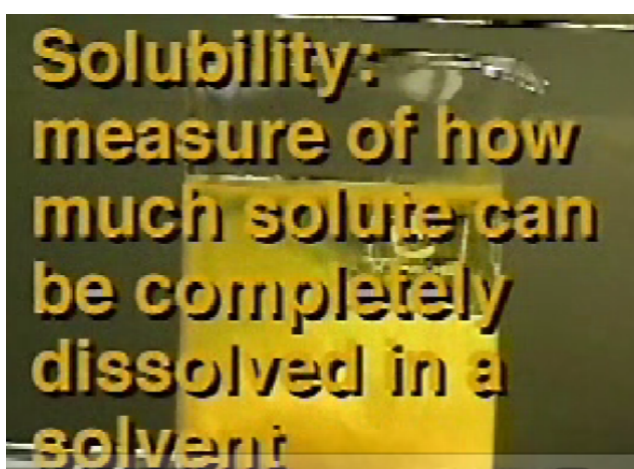 Solubility:
measure of how
much solute can
be completely
dissolved in a
solvent